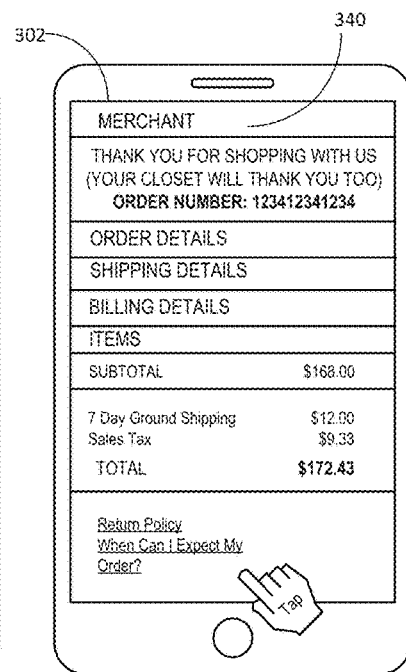 340
302
MERCHANT
THANK YOU FOR SHOPPING WITH US
(YOUR CLOSET WILL THANK YOU TOO)
ORDER NUMBER: 123412341234
ORDER DETAILS
SHIPPING DETAILS
BILLING DETAILS
ITEMS
SUBTOTAL $168.00
7 Day Ground Shipping $12.00
Sales Tax $9.33
TOTAL $172.43
Return Policy
When Can I Expect My
Order?
Tap